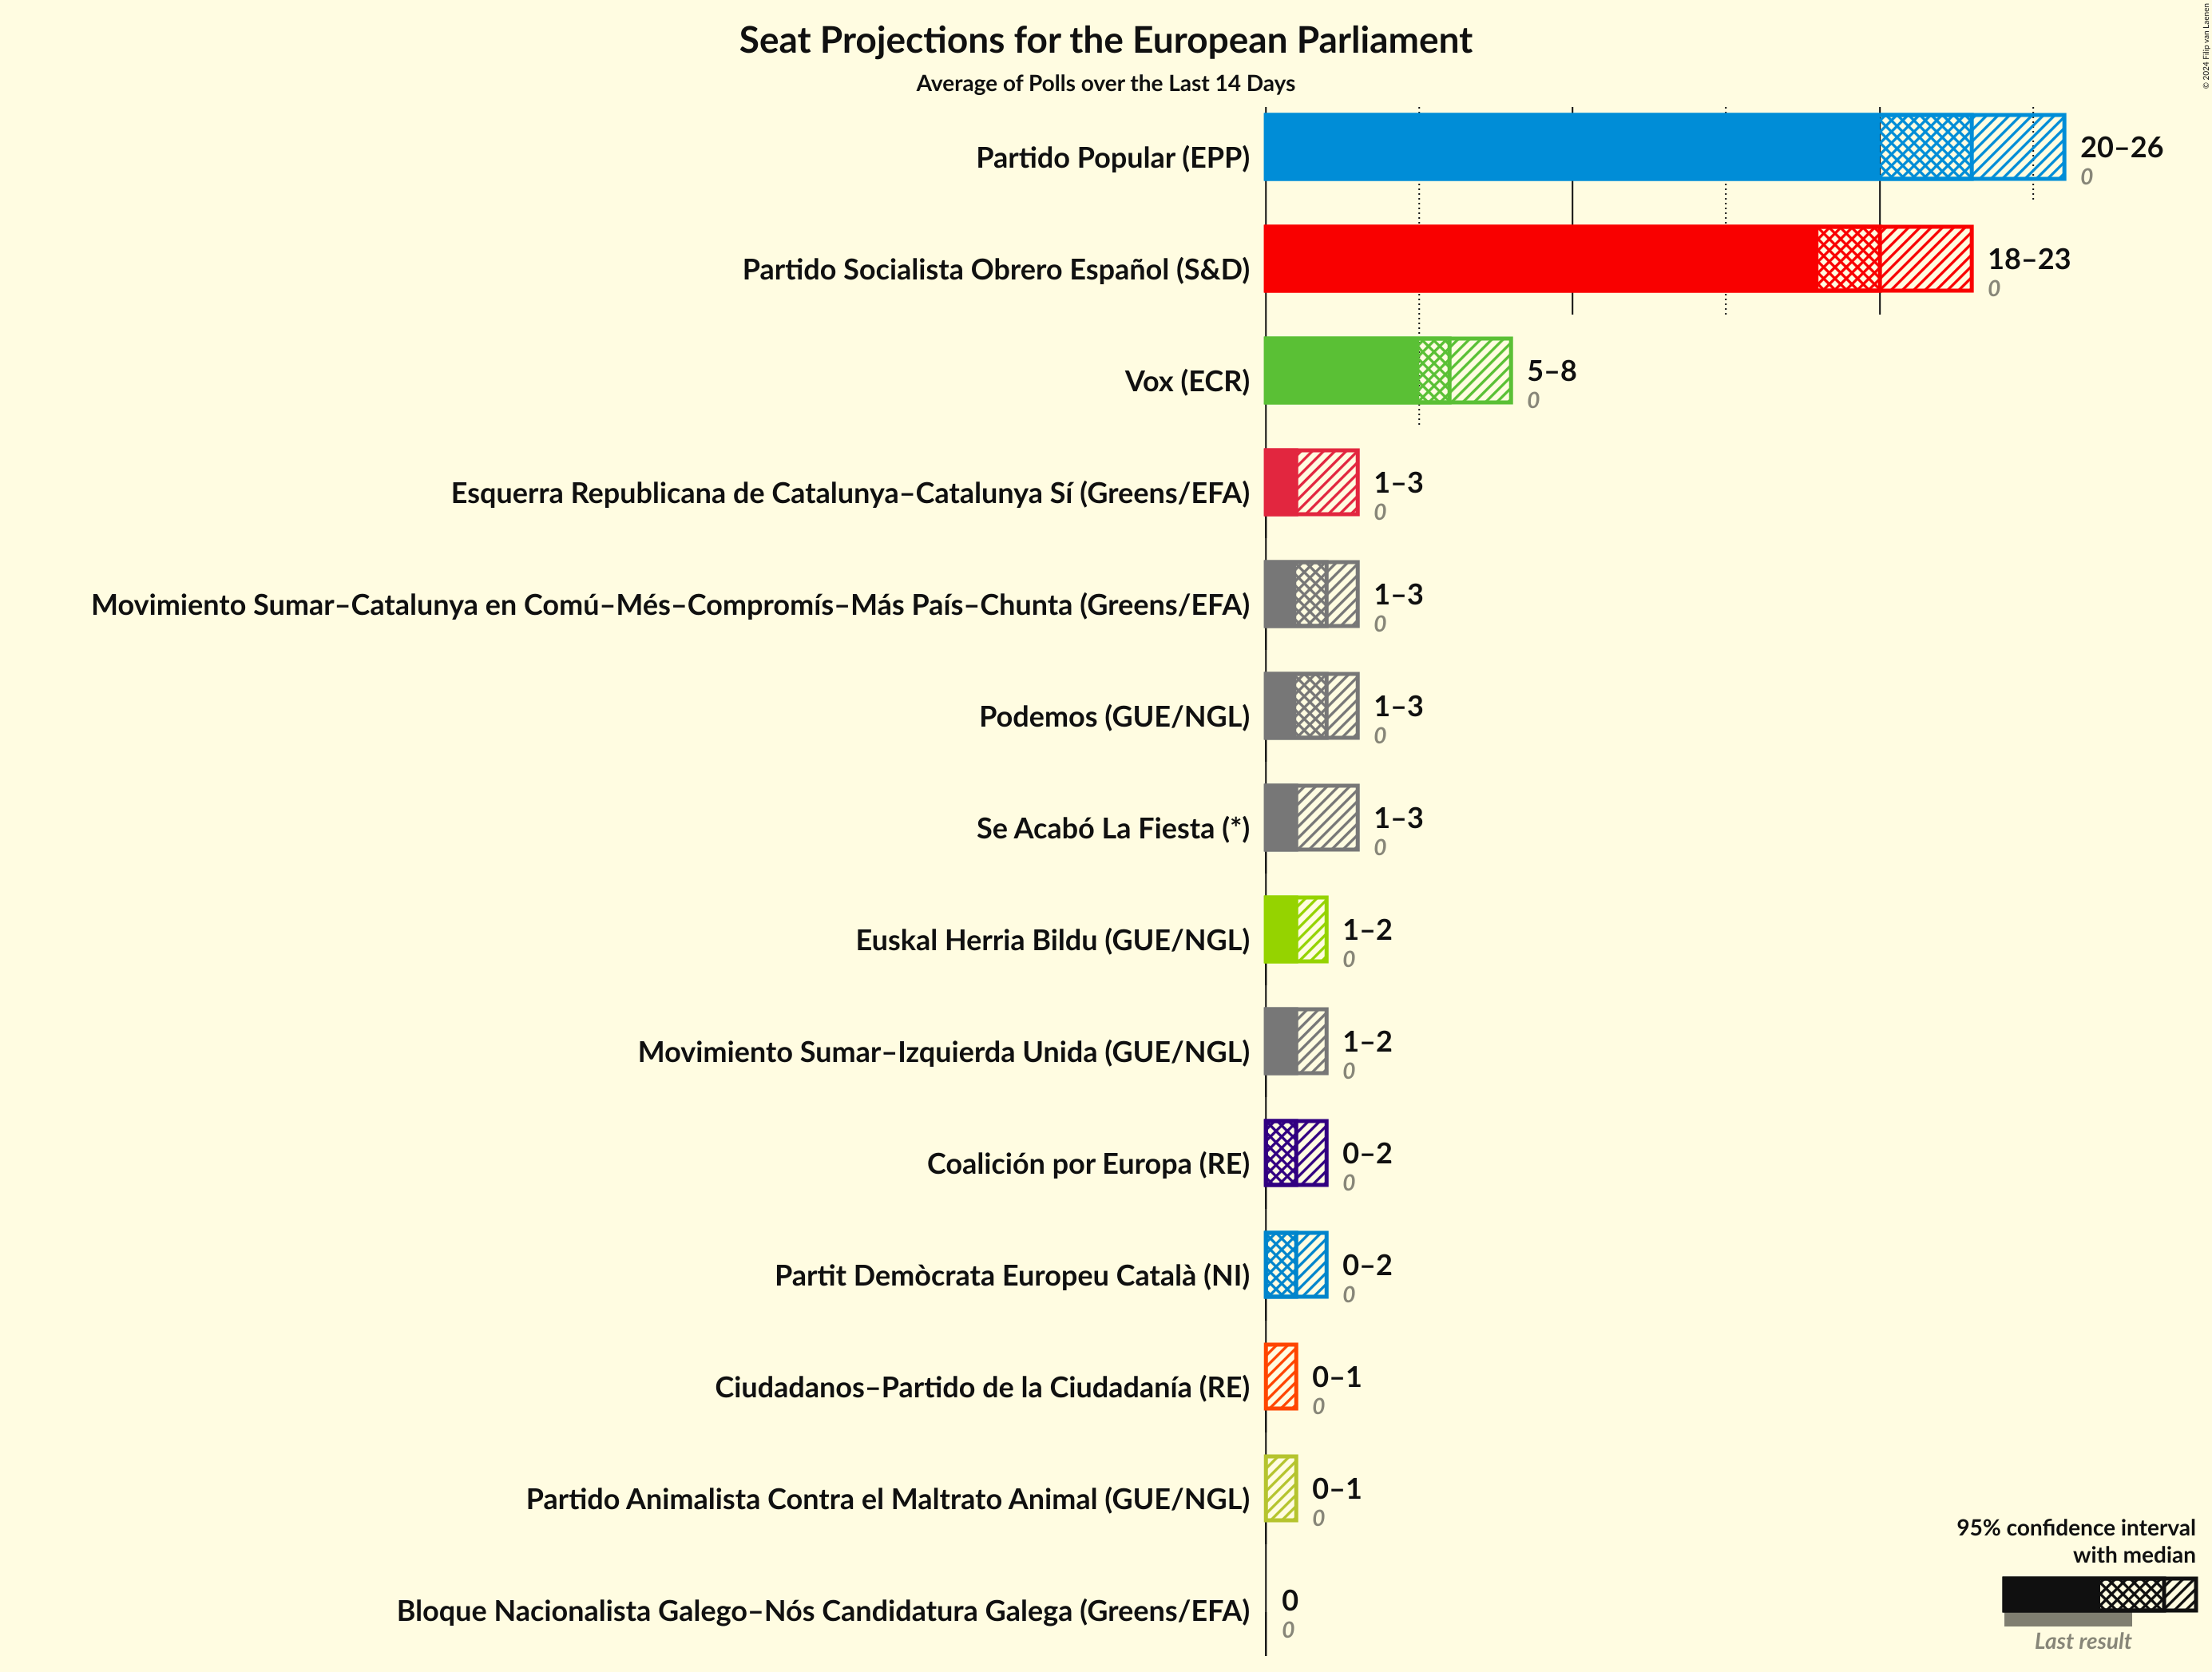 Seat Projections for the European Parliament
Average of Polls over the Last 14 Days
© 2024 Filip van Laenen
Partido Popular (EPP)
20–26
0
Partido Socialista Obrero Español (S&D)
18–23
0
Vox (ECR)
5–8
0
Esquerra Republicana de Catalunya–Catalunya Sí (Greens/EFA)
1–3
0
Movimiento Sumar–Catalunya en Comú–Més–Compromís–Más País–Chunta (Greens/EFA)
1–3
0
Podemos (GUE/NGL)
1–3
0
Se Acabó La Fiesta (*)
1–3
0
Euskal Herria Bildu (GUE/NGL)
1–2
0
Movimiento Sumar–Izquierda Unida (GUE/NGL)
1–2
0
Coalición por Europa (RE)
0–2
0
Partit Demòcrata Europeu Català (NI)
0–2
0
Ciudadanos–Partido de la Ciudadanía (RE)
0–1
0
Partido Animalista Contra el Maltrato Animal (GUE/NGL)
0–1
0
Bloque Nacionalista Galego–Nós Candidatura Galega (Greens/EFA)
0
0
95% confidence interval
with median
Last result